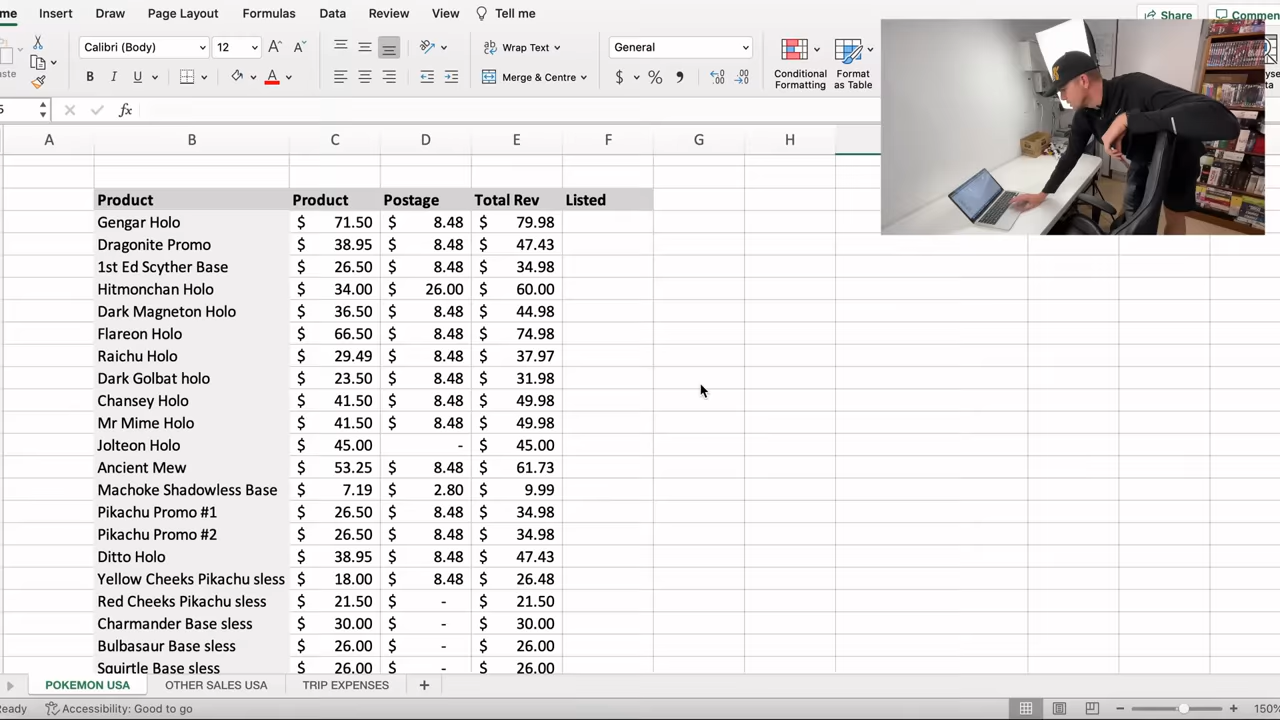 me Insert Draw Page Layout Formulas Data Review View Tell me Share Commen
Calibri (Body) 12 Wrap Text General
B I U A Merge & Centre $ % Conditional Formatting Format as Table
fx
A B C D E F G H
Product Product Postage Total Rev Listed
Gengar Holo $ 71.50 $ 8.48 $ 79.98
Dragonite Promo $ 38.95 $ 8.48 $ 47.43
1st Ed Scyther Base $ 26.50 $ 8.48 $ 34.98
Hitmonchan Holo $ 34.00 $ 26.00 $ 60.00
Dark Magneton Holo $ 36.50 $ 8.48 $ 44.98
Flareon Holo $ 66.50 $ 8.48 $ 74.98
Raichu Holo $ 29.49 $ 8.48 $ 37.97
Dark Golbat holo $ 23.50 $ 8.48 $ 31.98
Chansey Holo $ 41.50 $ 8.48 $ 49.98
Mr Mime Holo $ 41.50 $ 8.48 $ 49.98
Jolteon Holo $ 45.00 - $ 45.00
Ancient Mew $ 53.25 $ 8.48 $ 61.73
Machoke Shadowless Base $ 7.19 $ 2.80 $ 9.99
Pikachu Promo #1 $ 26.50 $ 8.48 $ 34.98
Pikachu Promo #2 $ 26.50 $ 8.48 $ 34.98
Ditto Holo $ 38.95 $ 8.48 $ 47.43
Yellow Cheeks Pikachu sless $ 18.00 $ 8.48 $ 26.48
Red Cheeks Pikachu sless $ 21.50 $ - $ 21.50
Charmander Base sless $ 30.00 $ - $ 30.00
Bulbasaur Base sless $ 26.00 $ - $ 26.00
Squirtle Base sless $ 26.00 $ - $ 26.00
POKEMON USA OTHER SALES USA TRIP EXPENSES +
eady Accessibility: Good to go 150%